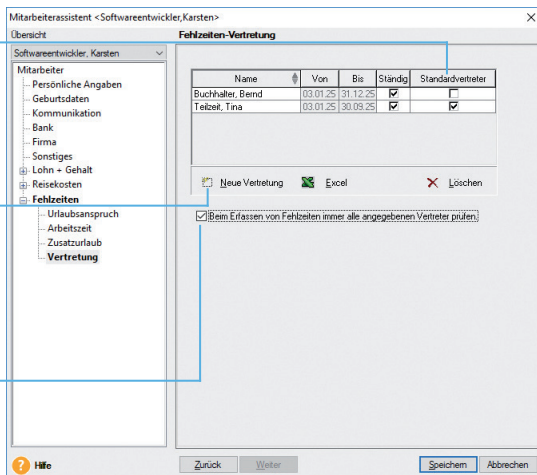 Mitarbeiterassistent <Softwareentwickler,Karsten>
Übersicht
Fehlzeiten-Vertretung
Softwareentwickler, Karsten
Mitarbeiter
Persönliche Angaben
Geburtsdaten
Kommunikation
Bank
Firma
Sonstiges
Lohn + Gehalt
Reisekosten
Fehlzeiten
Urlaubsanspruch
Arbeitszeit
Zusatzurlaub
Vertretung
Name Von Bis Ständig Standardvertreter
Buchhalter, Bernd 03.01.25 31.12.25
Teilzeit, Tina 03.01.25 30.09.25
Neue Vertretung Excel Löschen
Beim Erfassen von Fehlzeiten immer alle angegebenen Vertreter prüfen.
Hilfe Zurück Weiter Speichern Abbrechen